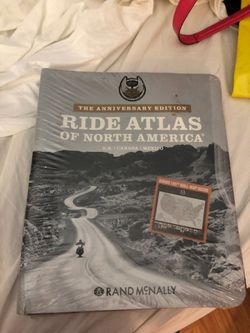 THE ANNIVERSARY EDITION
RIDE ATLAS
OF NORTH AMERICA
U.S. | CANADA | MEXICO
RAND McNALLY